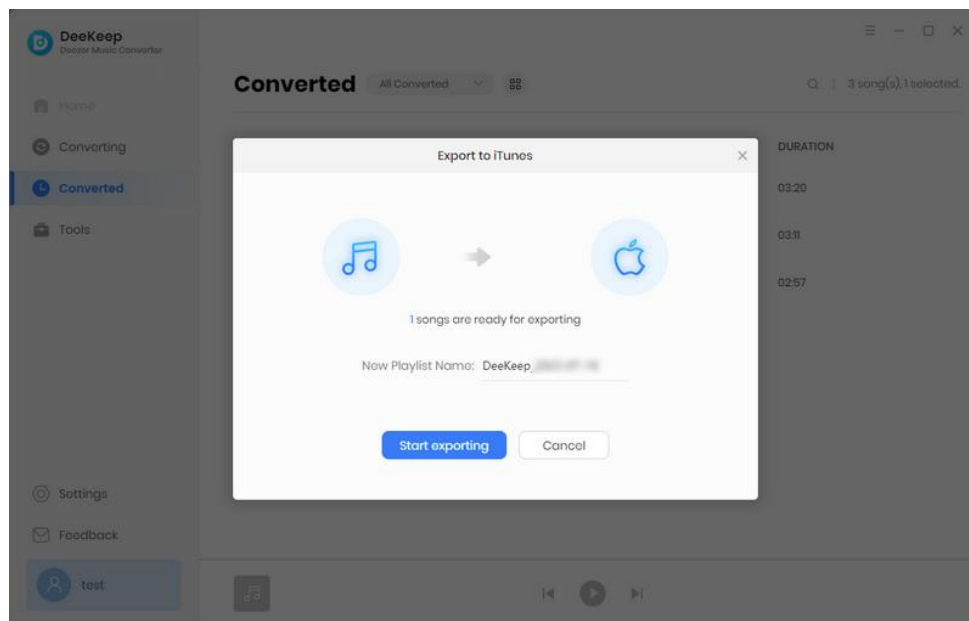 DeeKeep
Deezer Music Converter
Home
Converting
Converted
Tools
Settings
Feedback
test
Converted All Converted 3 song(s), 1 selected.
DURATION
03:20
03:11
02:57
Export to iTunes
1 songs are ready for exporting
New Playlist Name: DeeKeep_
Start exporting Cancel